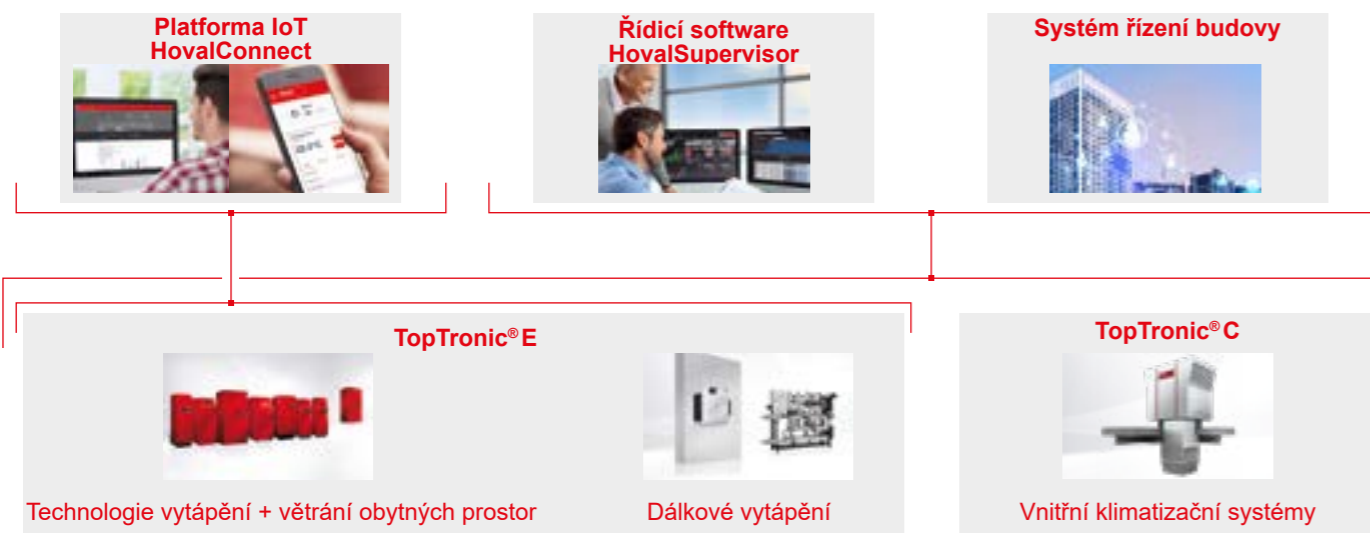 Platforma IoT
HovalConnect
Řídicí software
HovalSupervisor
Systém řízení budovy
TopTronic® E
Technologie vytápění + větrání obytných prostor
Dálkové vytápění
TopTronic® C
Vnitřní klimatizační systémy